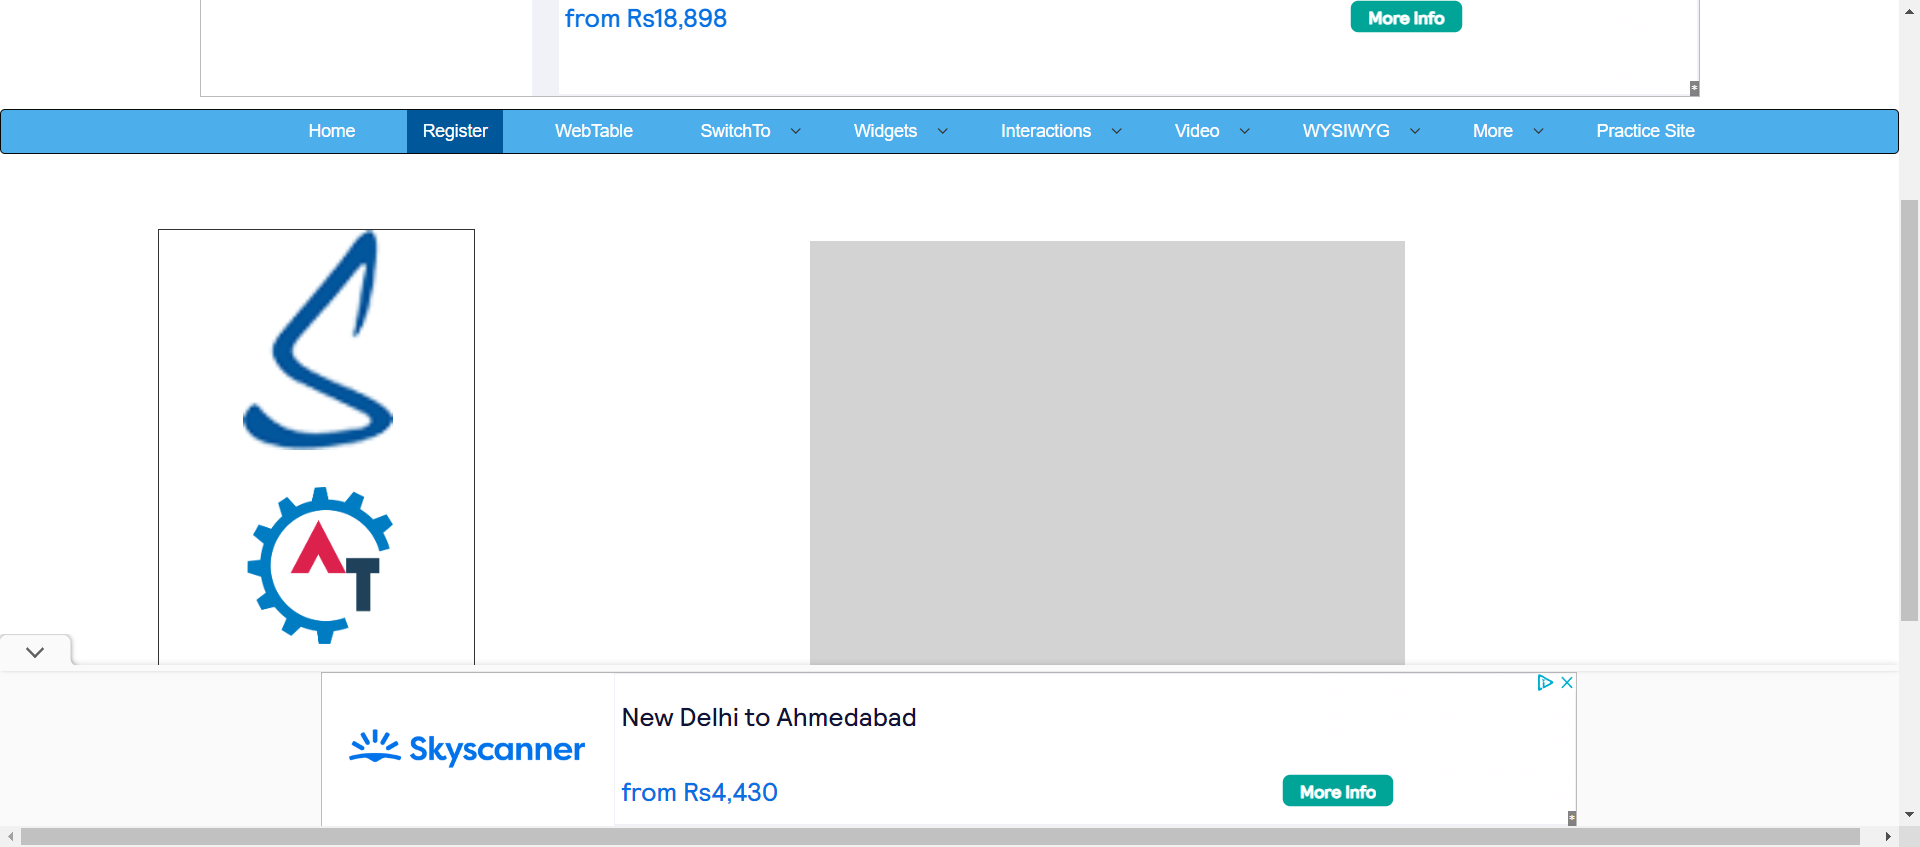 from Rs18,898
More Info
Home Register WebTable SwitchTo Widgets Interactions Video WYSIWYG More Practice Site
AT
New Delhi to Ahmedabad
Skyscanner
from Rs4,430
More Info